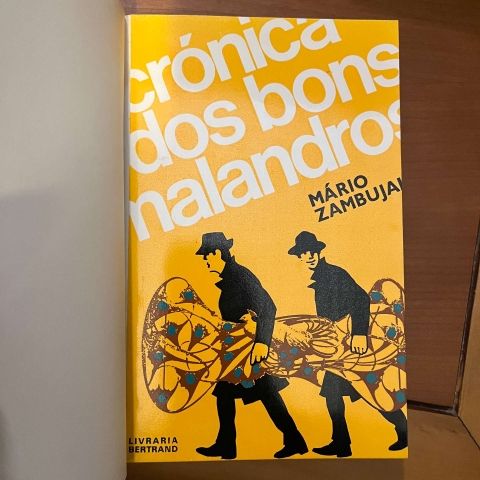 crónica
dos bons
malandros
MÁRIO
ZAMBUJAL
LIVRARIA
BERTRAND